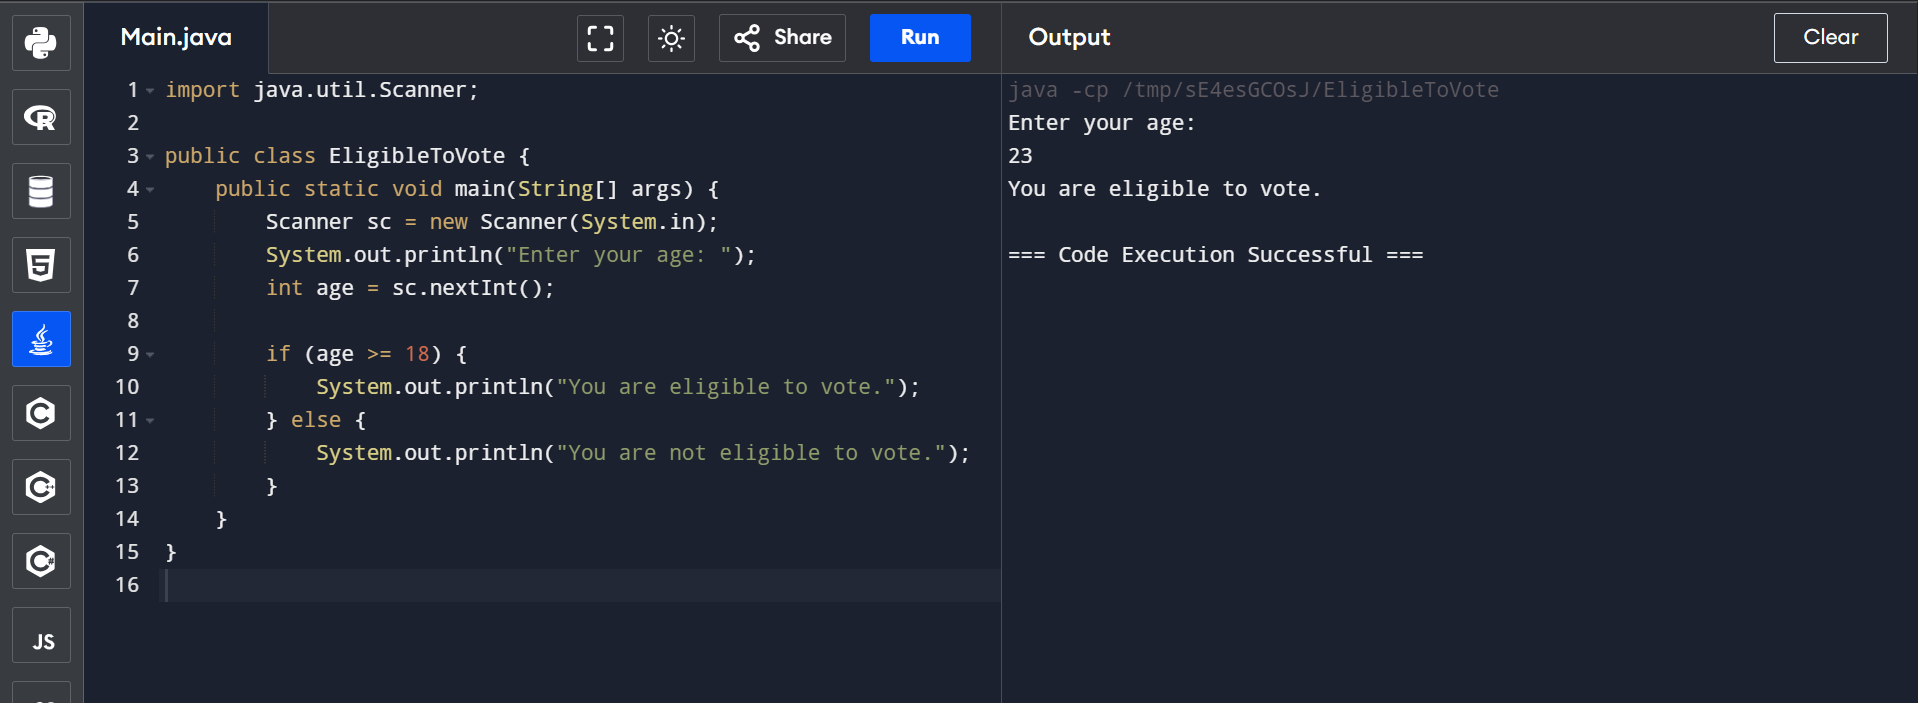 Main.java
Share
Run
Output
Clear
1 import java.util.Scanner;
2
3 public class EligibleToVote {
4     public static void main(String[] args) {
5         Scanner sc = new Scanner(System.in);
6         System.out.println("Enter your age: ");
7         int age = sc.nextInt();
8
9         if (age >= 18) {
10             System.out.println("You are eligible to vote.");
11         } else {
12             System.out.println("You are not eligible to vote.");
13         }
14     }
15 }
16
java -cp /tmp/sE4esGCOsJ/EligibleToVote
Enter your age:
23
You are eligible to vote.
=== Code Execution Successful ===
R
5
C
C++
C#
JS